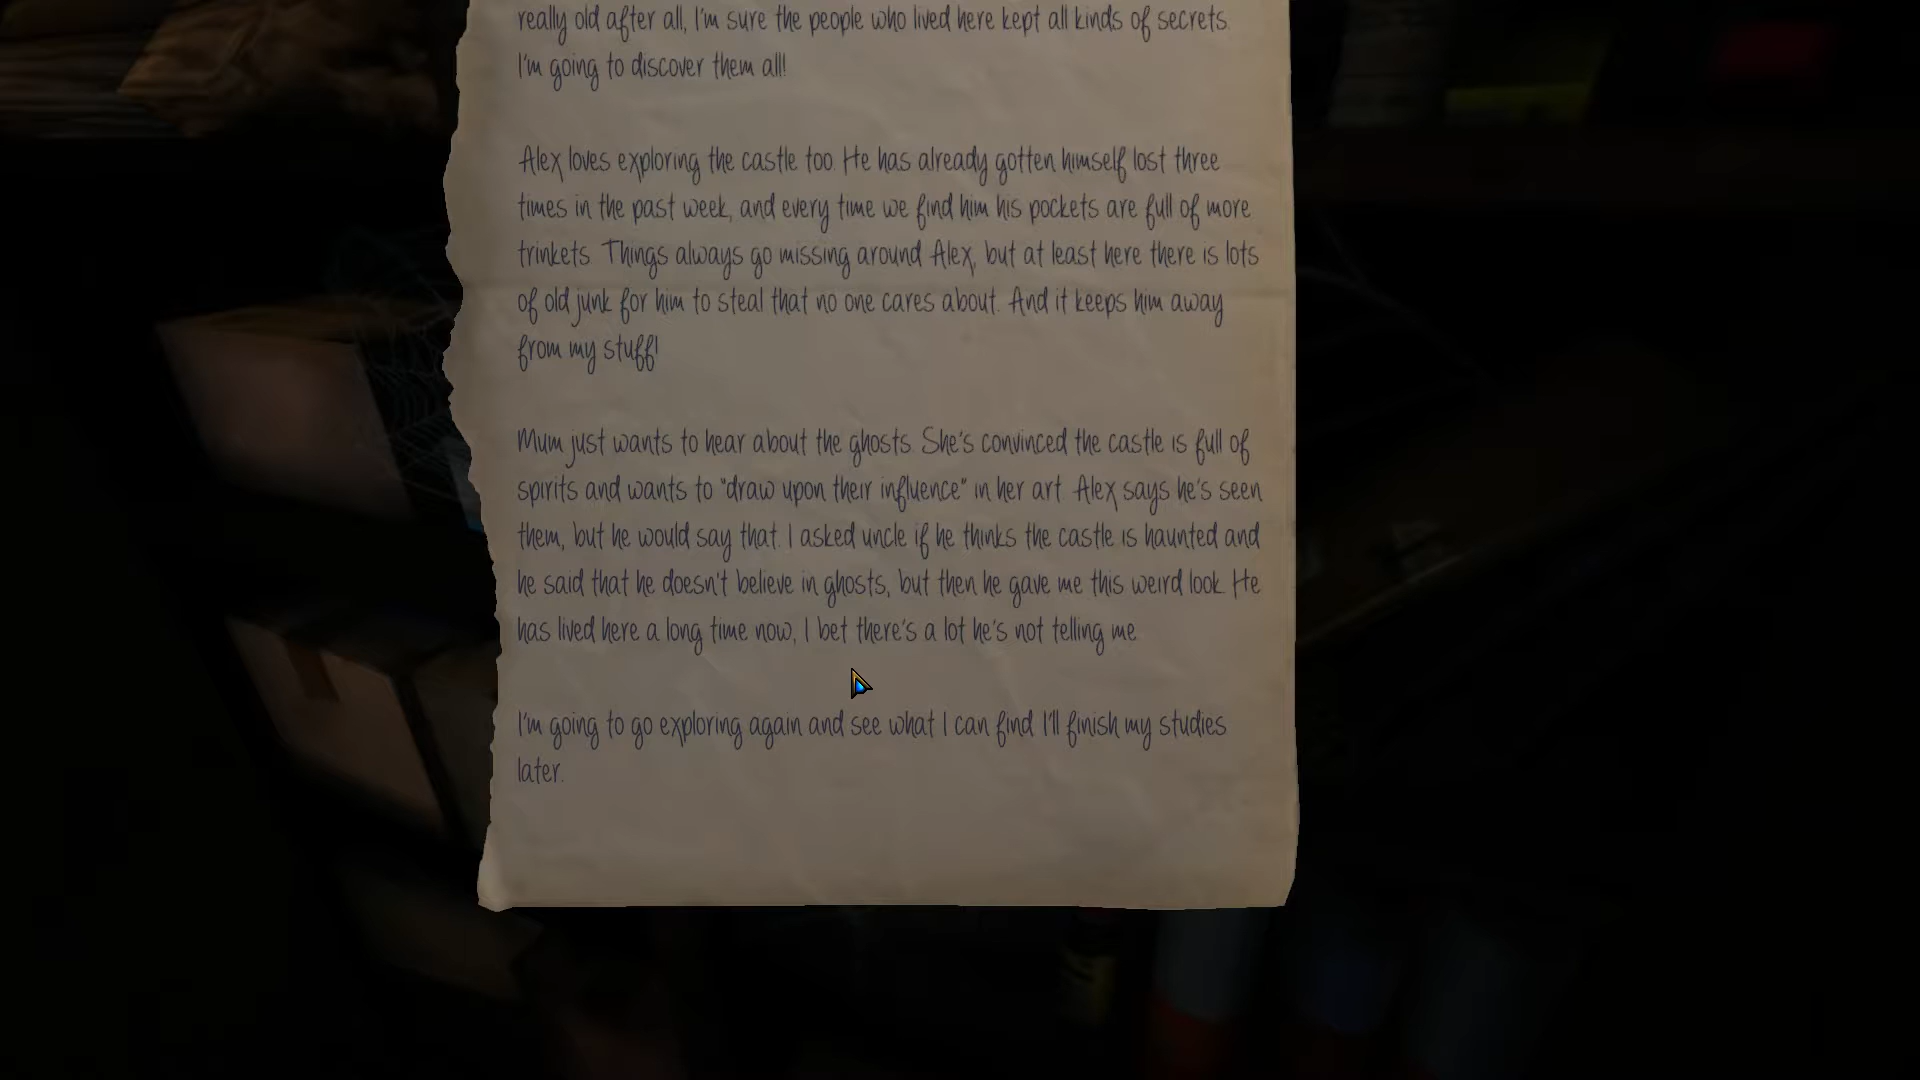 really old after all, I'm sure the people who lived here kept all kinds of secrets.
I'm going to discover them all!
Alex loves exploring the castle too. He has already gotten himself lost three
times in the past week, and every time we find him his pockets are full of more
trinkets. Things always go missing around Alex, but at least here there is lots
of old junk for him to steal that no one cares about. And it keeps him away
from my stuff!
Mum just wants to hear about the ghosts. She's convinced the castle is full of
spirits and wants to "draw upon their influence" in her art. Alex says he's seen
them, but he would say that. I asked uncle if he thinks the castle is haunted and
he said that he doesn't believe in ghosts, but then he gave me this weird look. He
has lived here a long time now, I bet there's a lot he's not telling me.
I'm going to go exploring again and see what I can find. I'll finish my studies
later.